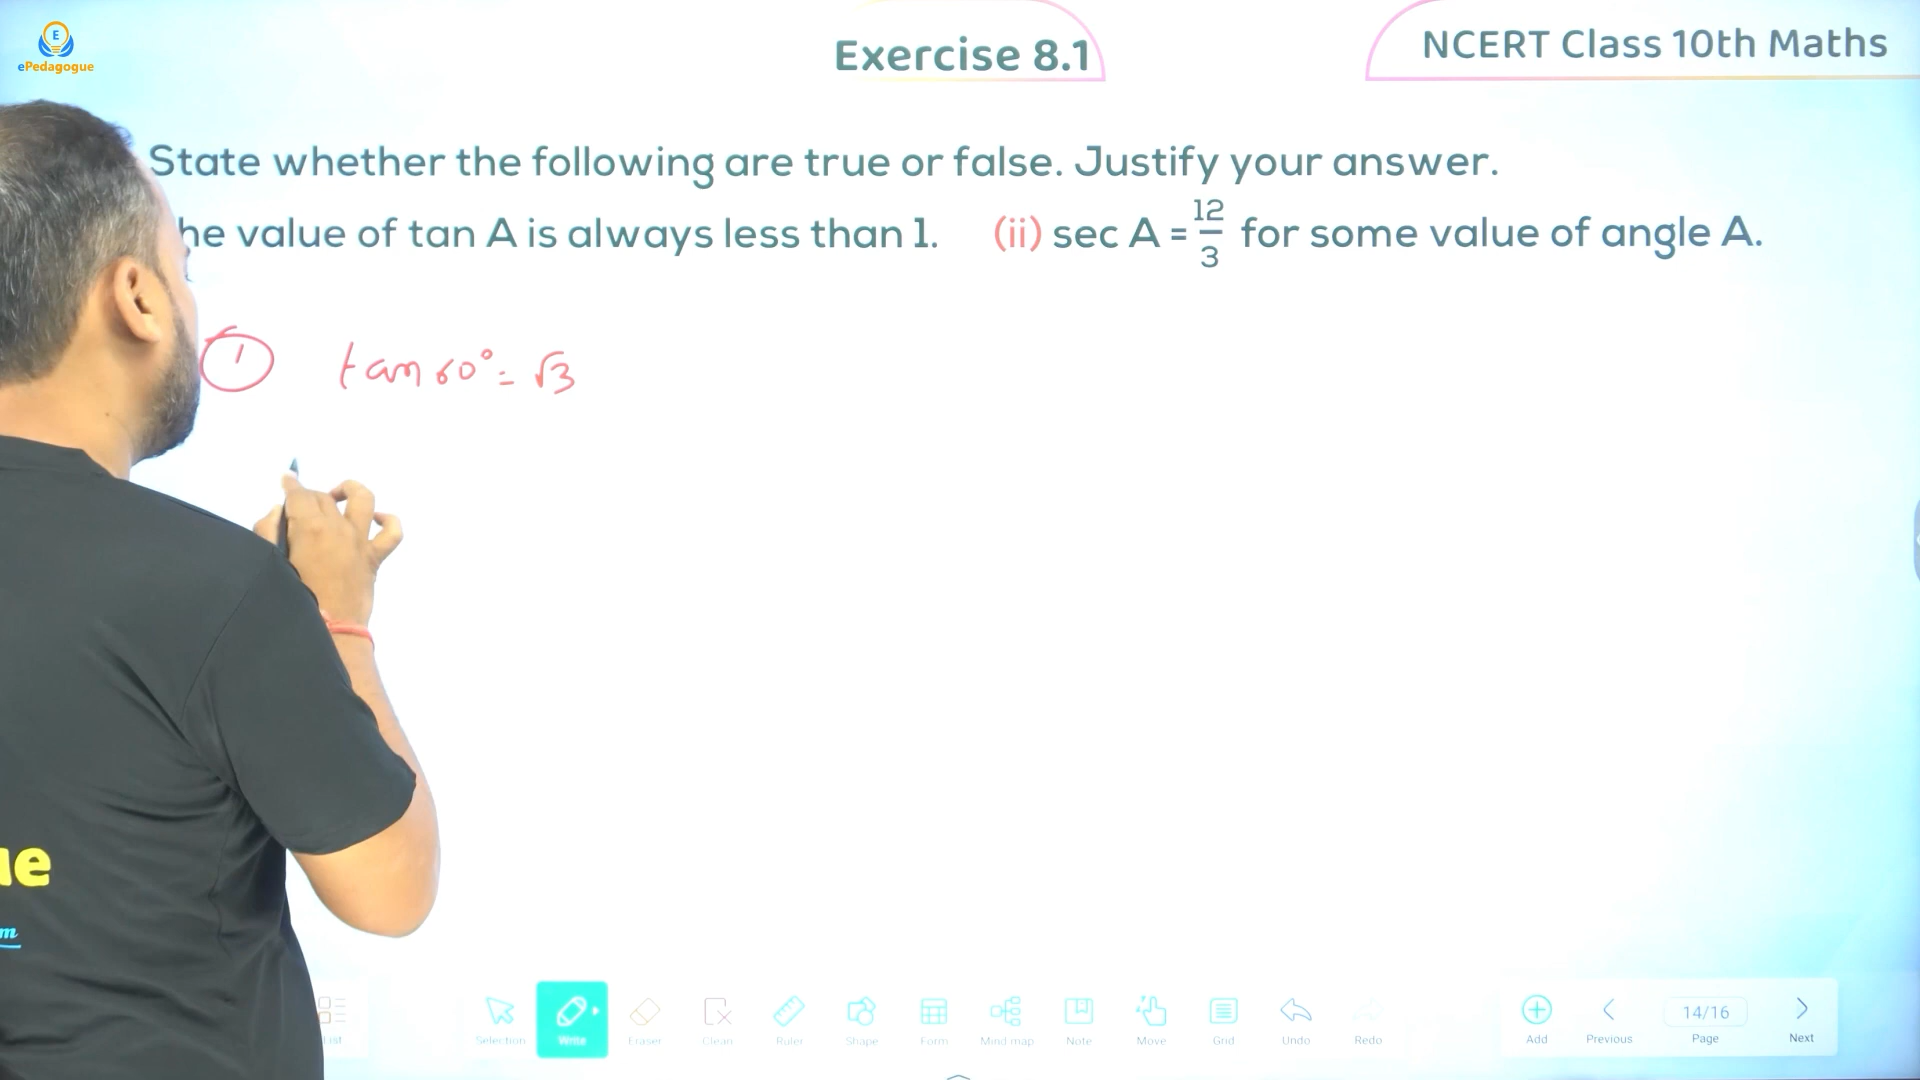 E
ePedagogue
Exercise 8.1
NCERT Class 10th Maths
State whether the following are true or false. Justify your answer.
he value of tan A is always less than 1. (ii) sec A = 12/3 for some value of angle A.
1 tan 60° = √3
ue
m
list
Selection
Write
Eraser
Clean
Ruler
Shape
Form
Mind map
Note
Move
Grid
Undo
Redo
Add
Previous
14/16
Page
Next